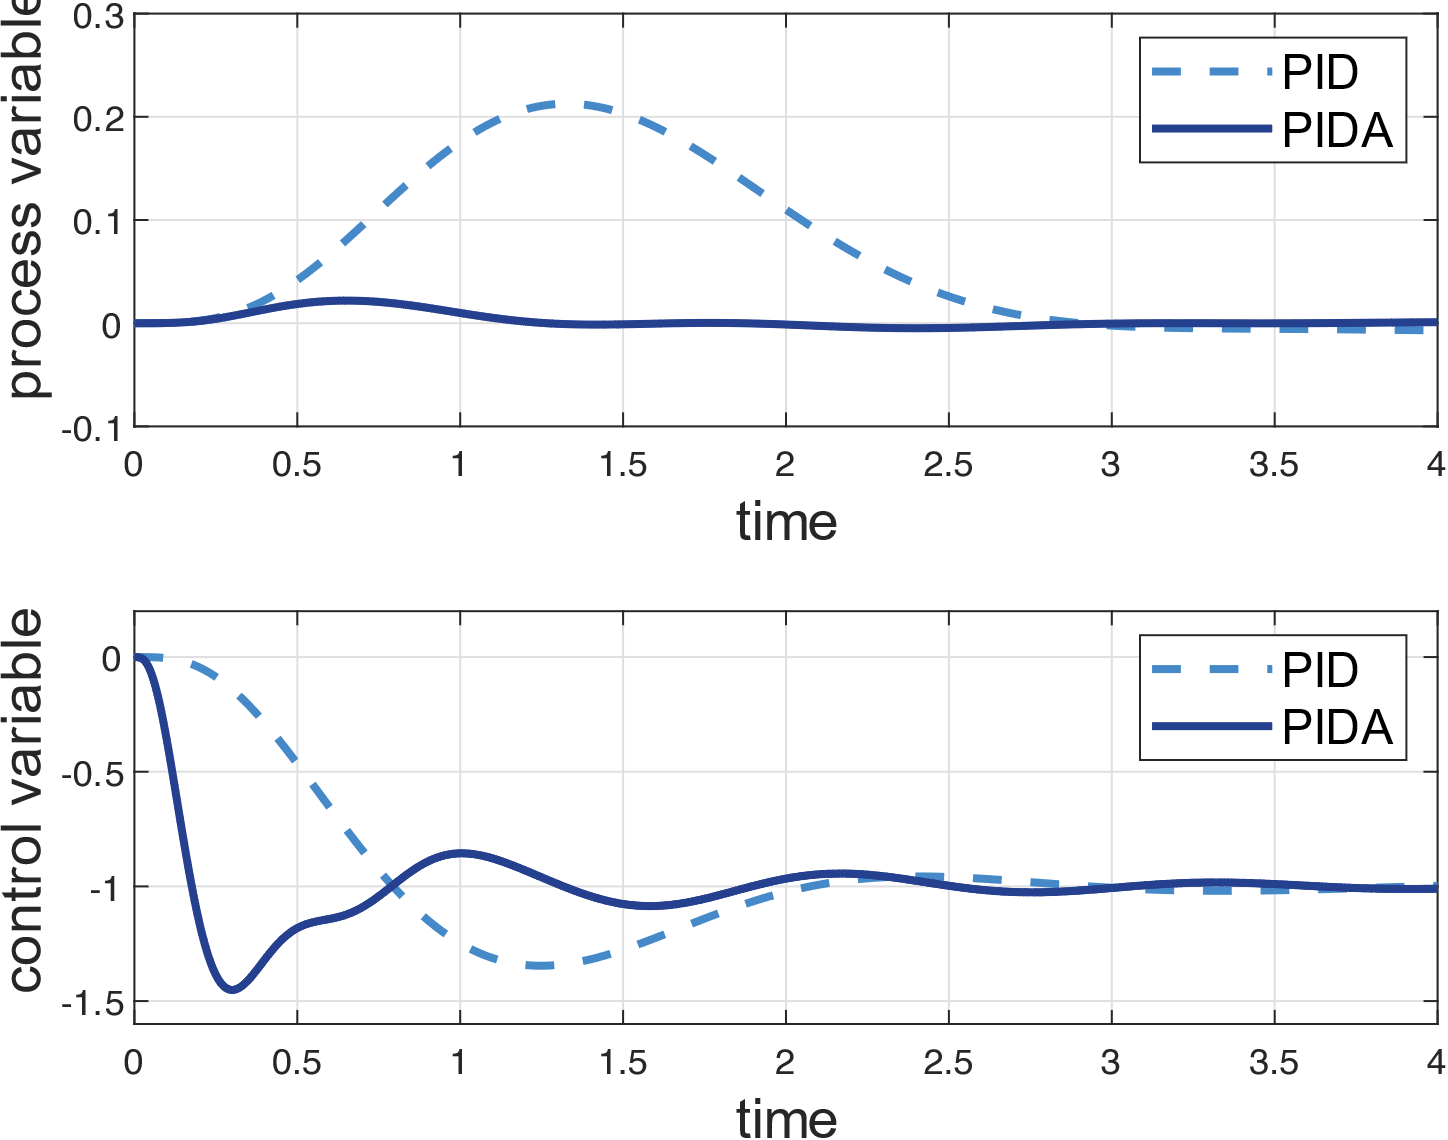 process variable
0.3
0.2
0.1
0
-0.1
0 0.5 1 1.5 2 2.5 3 3.5 4
time
PID
PIDA
control variable
0
-0.5
-1
-1.5
0 0.5 1 1.5 2 2.5 3 3.5 4
time
PID
PIDA